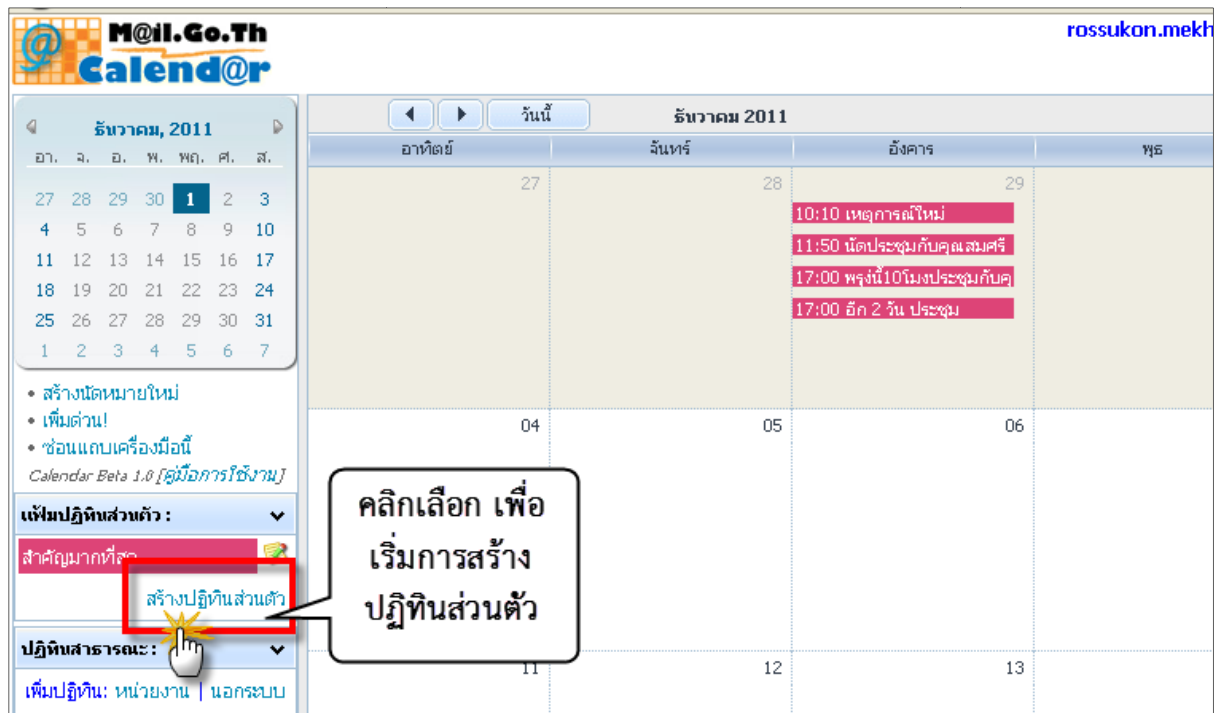 M@il.Go.Th
Calend@r
rossukon.mekh
ธันวาคม, 2011
อา. จ. อ. พ. พฤ. ศ. ส.
27 28 29 30 1 2 3
4 5 6 7 8 9 10
11 12 13 14 15 16 17
18 19 20 21 22 23 24
25 26 27 28 29 30 31
1 2 3 4 5 6 7
• สร้างนัดหมายใหม่
• เพิ่มด่วน!
• ซ่อนแถบเครื่องมือนี้
Calendar Beta 1.0 [คู่มือการใช้งาน]
แฟ้มปฏิทินส่วนตัว :
สำคัญมากที่สุด
สร้างปฏิทินส่วนตัว
ปฏิทินสาธารณะ :
เพิ่มปฏิทิน: หน่วยงาน | นอกระบบ
วันนี้ ธันวาคม 2011
อาทิตย์ จันทร์ อังคาร พุธ
27 28 29
10:10 เหตุการณ์ใหม่
11:50 นัดประชุมกับคุณสมศรี
17:00 พรุ่งนี้10โมงประชุมกับคุ
17:00 อีก 2 วัน ประชุม
04 05 06
คลิกเลือก เพื่อ
เริ่มการสร้าง
ปฏิทินส่วนตัว
11 12 13